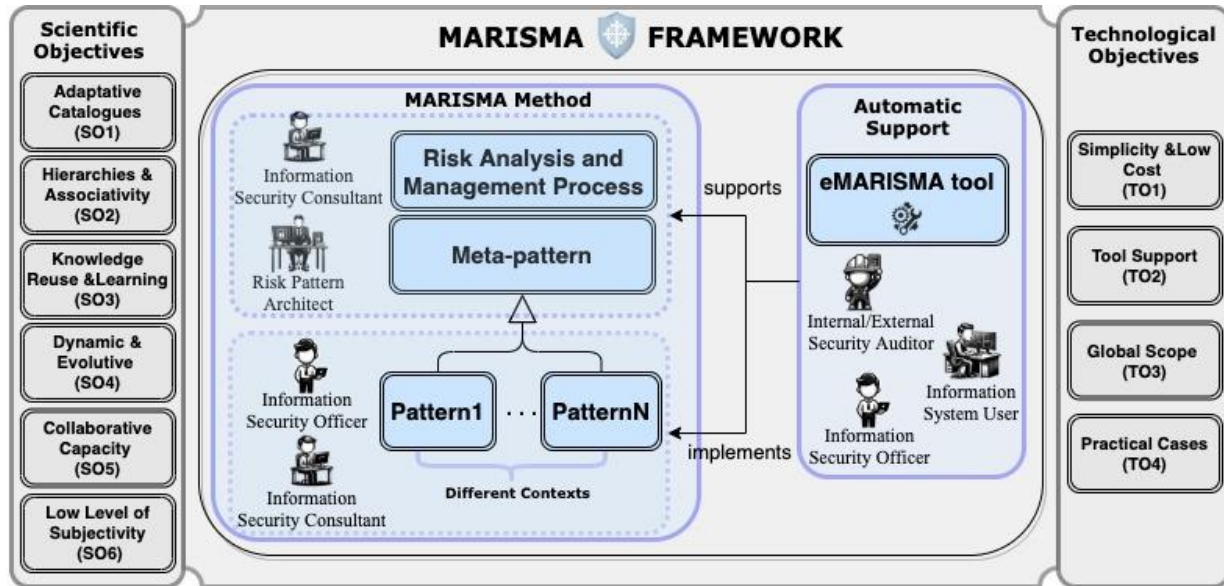 Scientific
Objectives
Adaptative
Catalogues
(SO1)
Hierarchies &
Associativity
(SO2)
Knowledge
Reuse &Learning
(SO3)
Dynamic &
Evolutive
(SO4)
Collaborative
Capacity
(SO5)
Low Level of
Subjectivity
(SO6)
MARISMA FRAMEWORK
MARISMA Method
Information
Security Consultant
Risk Pattern
Architect
Risk Analysis and
Management Process
Meta-pattern
Information
Security Officer
Information
Security Consultant
Pattern1 . . . PatternN
Different Contexts
supports
implements
Automatic
Support
eMARISMA tool
Internal/External
Security Auditor
Information
System User
Information
Security Officer
Technological
Objectives
Simplicity &Low
Cost
(TO1)
Tool Support
(TO2)
Global Scope
(TO3)
Practical Cases
(TO4)